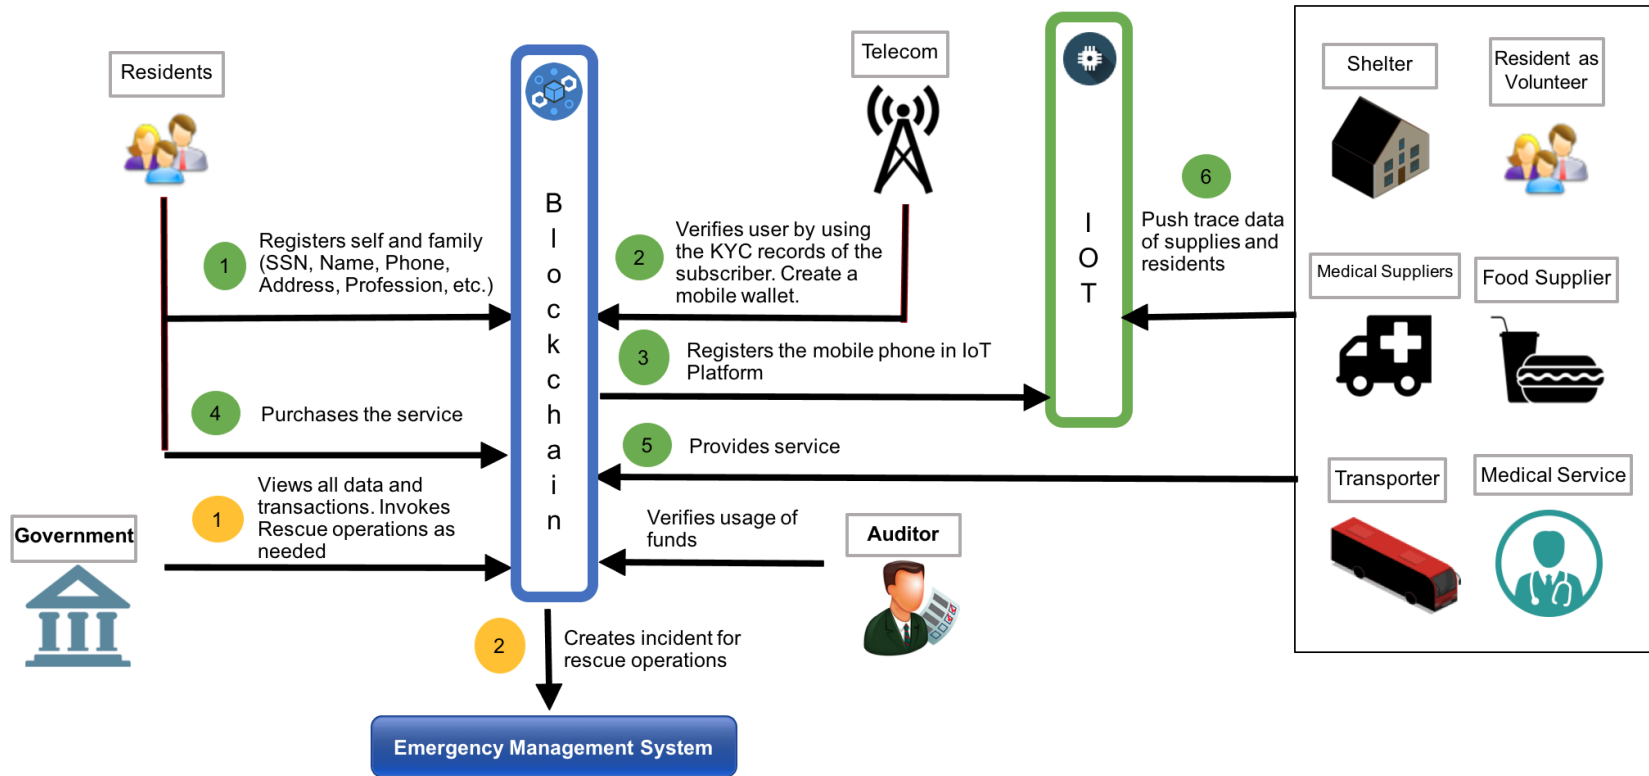 Residents
Telecom
Shelter
Resident as
Volunteer
Blockchain
IOT
1
Registers self and family
(SSN, Name, Phone,
Address, Profession, etc.)
2
Verifies user by using
the KYC records of the
subscriber. Create a
mobile wallet.
6
Push trace data
of supplies and
residents
Medical Suppliers
Food Supplier
3
Registers the mobile phone in IoT
Platform
4
Purchases the service
5
Provides service
Transporter
Medical Service
Government
1
Views all data and
transactions. Invokes
Rescue operations as
needed
Verifies usage of
funds
Auditor
2
Creates incident for
rescue operations
Emergency Management System